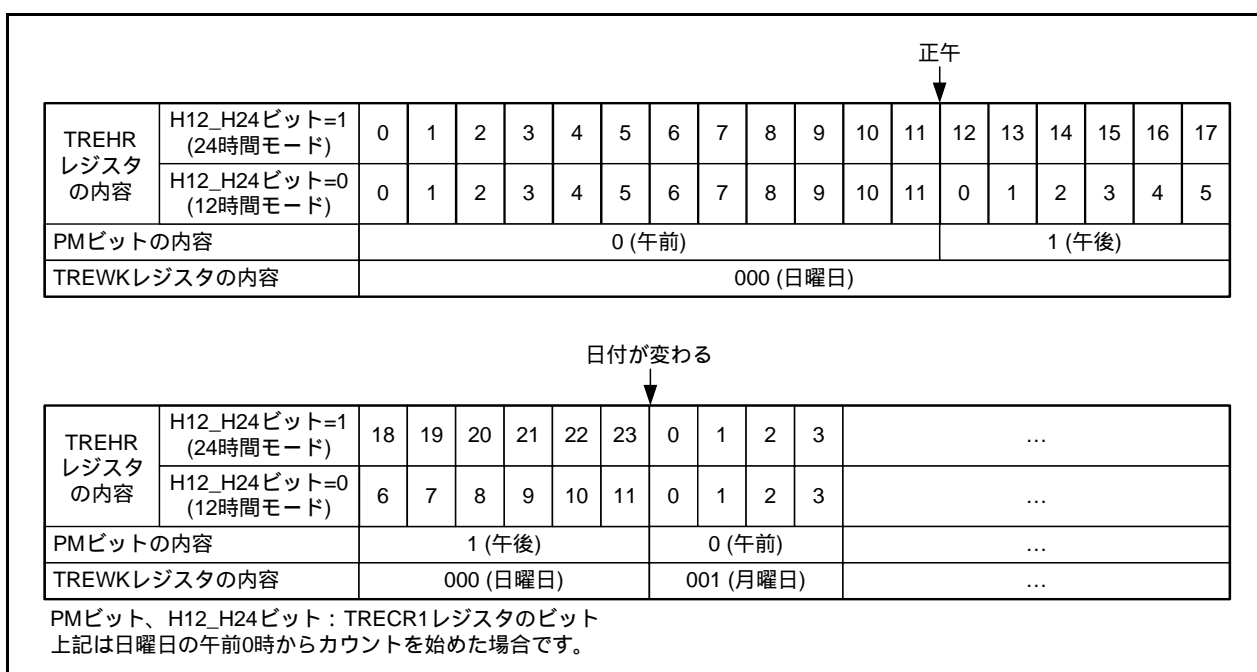 正午
TREHR
レジスタ
の内容
H12_H24ビット=1
(24時間モード)
0 1 2 3 4 5 6 7 8 9 10 11 12 13 14 15 16 17
H12_H24ビット=0
(12時間モード)
0 1 2 3 4 5 6 7 8 9 10 11 0 1 2 3 4 5
PMビットの内容 0 (午前) 1 (午後)
TREWKレジスタの内容 000 (日曜日)
日付が変わる
TREHR
レジスタ
の内容
H12_H24ビット=1
(24時間モード)
18 19 20 21 22 23 0 1 2 3 …
H12_H24ビット=0
(12時間モード)
6 7 8 9 10 11 0 1 2 3 …
PMビットの内容 1 (午後) 0 (午前) …
TREWKレジスタの内容 000 (日曜日) 001 (月曜日) …
PMビット、H12_H24ビット：TRECR1レジスタのビット
上記は日曜日の午前0時からカウントを始めた場合です。